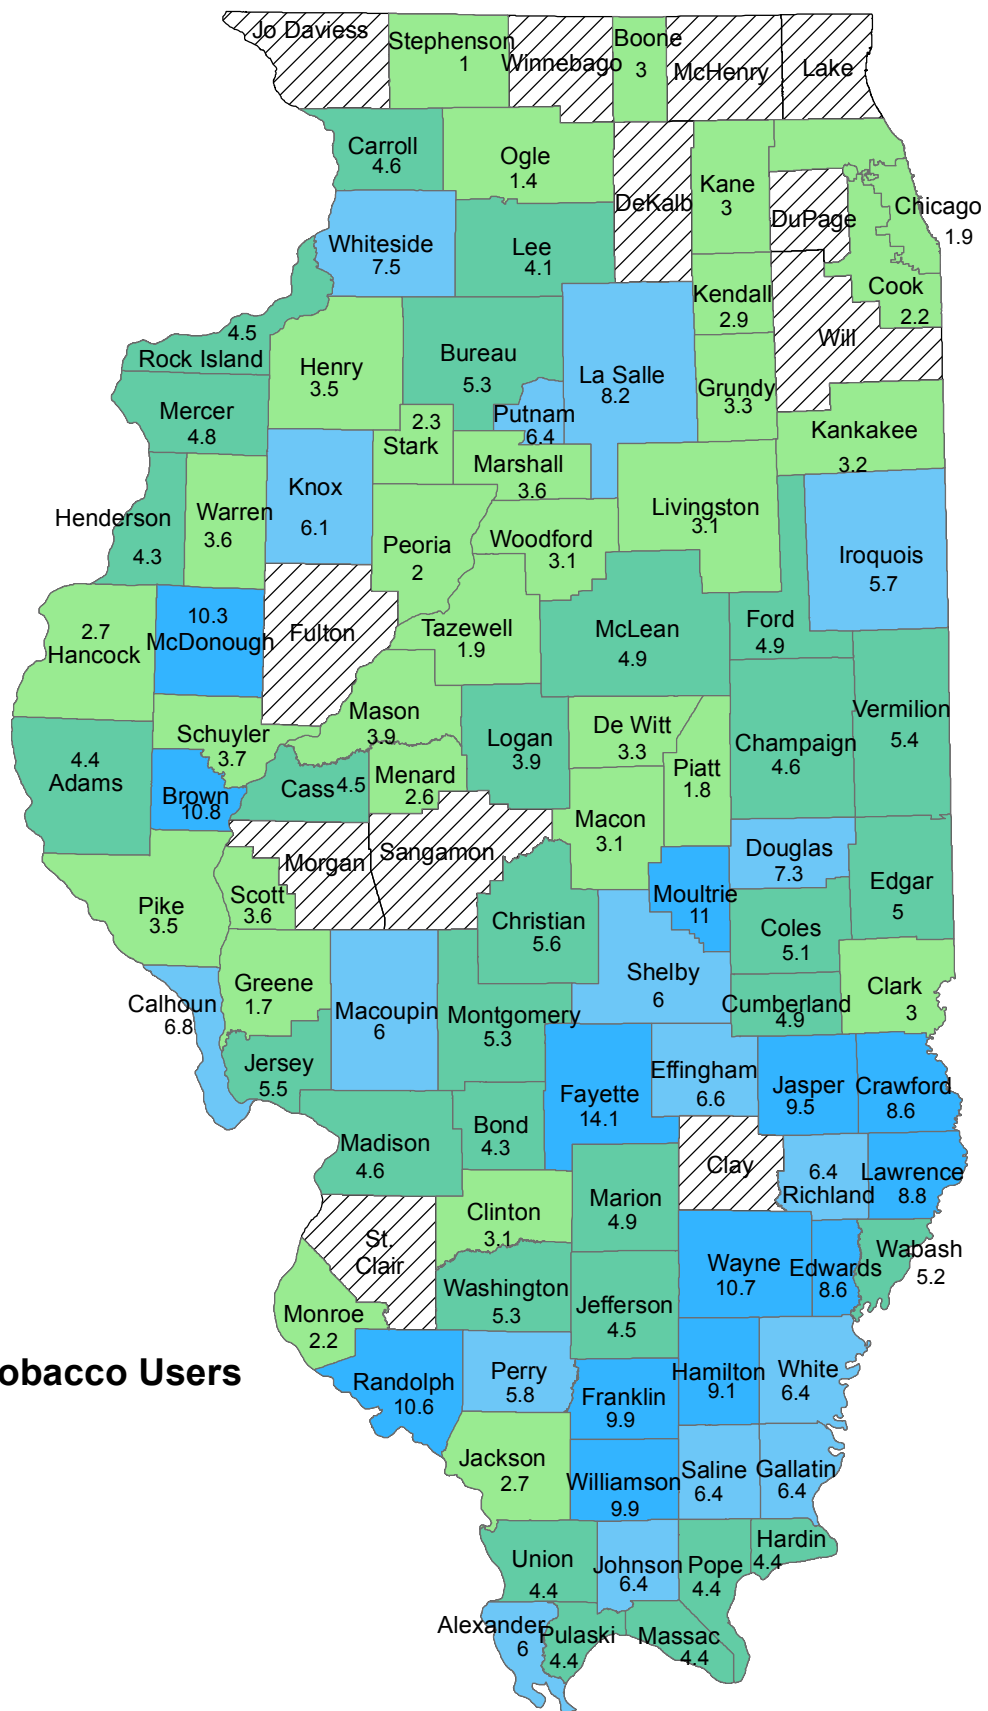 Jo Daviess
Stephenson
1
Winnebago
Boone
3
McHenry
Lake
Carroll
4.6
Ogle
1.4
DeKalb
Kane
3
DuPage
Chicago
1.9
Whiteside
7.5
Lee
4.1
Kendall
2.9
Cook
2.2
Will
4.5
Rock Island
Henry
3.5
Bureau
5.3
Putnam
6.4
La Salle
8.2
Grundy
3.3
Mercer
4.8
2.3
Stark
Kankakee
3.2
Marshall
3.6
Knox
6.1
Henderson
4.3
Warren
3.6
Livingston
3.1
Peoria
2
Woodford
3.1
Iroquois
5.7
10.3
McDonough
2.7
Hancock
Fulton
Tazewell
1.9
McLean
4.9
Ford
4.9
Mason
3.9
Schuyler
3.7
Logan
3.9
De Witt
3.3
Piatt
1.8
Champaign
4.6
Vermilion
5.4
4.4
Adams
Brown
10.8
Cass 4.5
Menard
2.6
Macon
3.1
Morgan
Sangamon
Douglas
7.3
Moultrie
11
Edgar
5
Pike
3.5
Scott
3.6
Christian
5.6
Coles
5.1
Shelby
6
Greene
1.7
Calhoun
6.8
Macoupin
6
Montgomery
5.3
Cumberland
4.9
Clark
3
Jersey
5.5
Fayette
14.1
Effingham
6.6
Jasper
9.5
Crawford
8.6
Madison
4.6
Bond
4.3
Clay
6.4
Richland
Lawrence
8.8
Marion
4.9
Clinton
3.1
St.
Clair
Wayne
10.7
Edwards
8.6
Wabash
5.2
Washington
5.3
Jefferson
4.5
Monroe
2.2
obacco Users
Randolph
10.6
Perry
5.8
Franklin
9.9
Hamilton
9.1
White
6.4
Jackson
2.7
Williamson
9.9
Saline
6.4
Gallatin
6.4
Union
4.4
Johnson
6.4
Pope
4.4
Hardin
4.4
Alexander
6
Pulaski
4.4
Massac
4.4